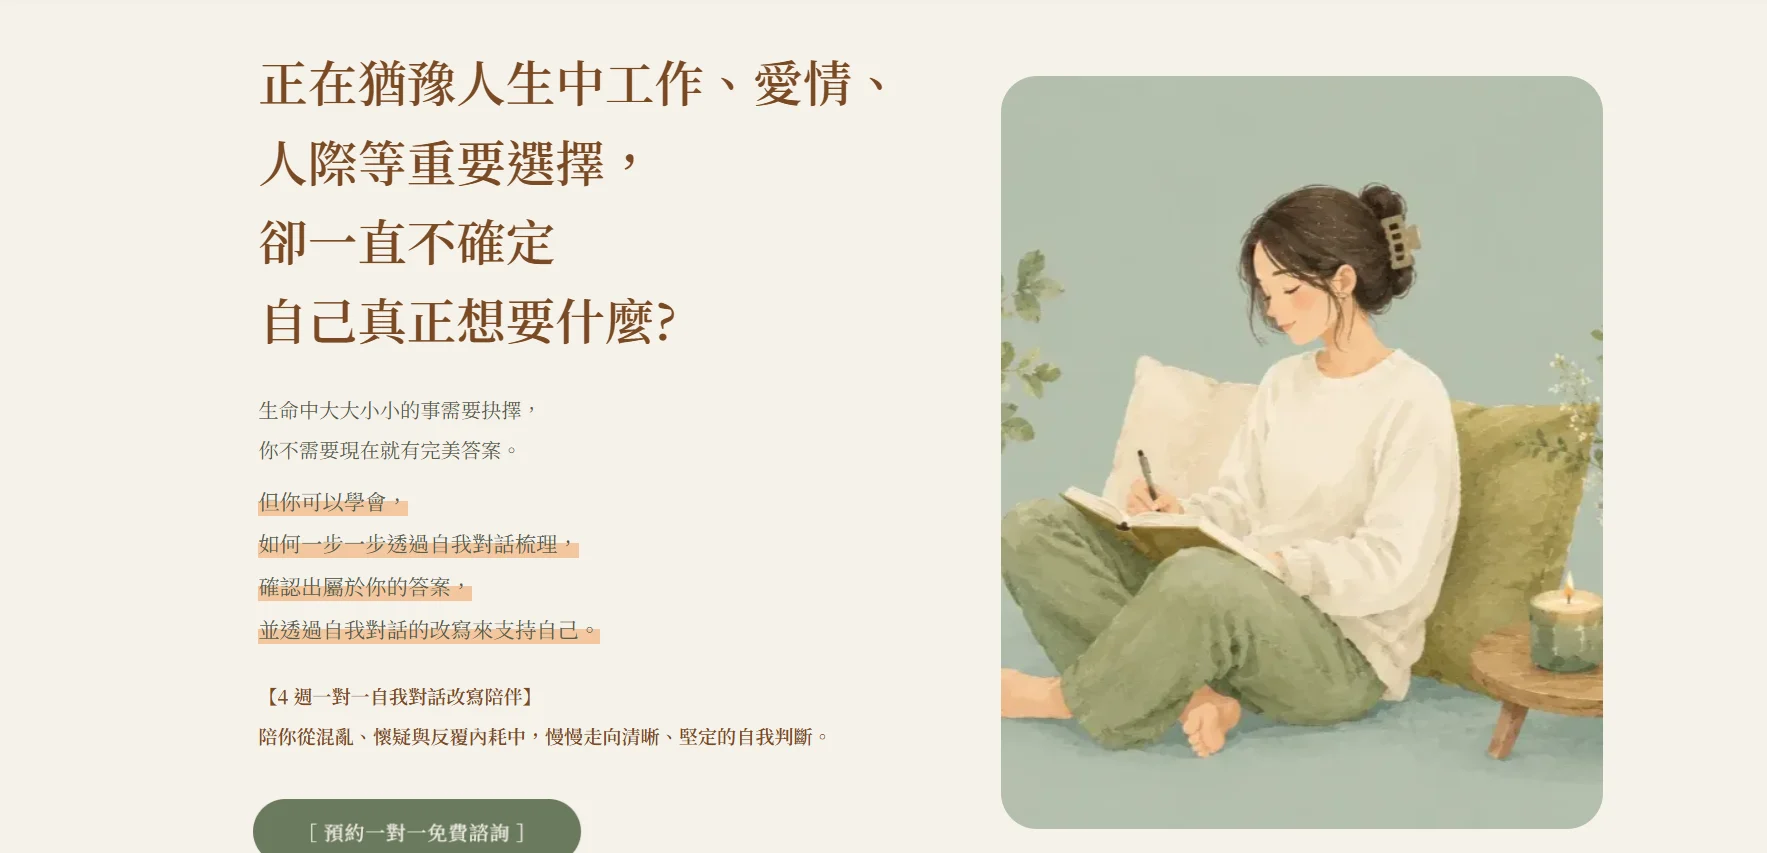 正在猶豫人生中工作、愛情、
人際等重要選擇，
卻一直不確定
自己真正想要什麼?
生命中大大小小的事需要抉擇，
你不需要現在就有完美答案。
但你可以學會，
如何一步一步透過自我對話梳理，
確認出屬於你的答案，
並透過自我對話的改寫來支持自己。
【4 週一對一自我對話改寫陪伴】
陪你從混亂、懷疑與反覆內耗中，慢慢走向清晰、堅定的自我判斷。
［ 預約一對一免費諮詢 ］